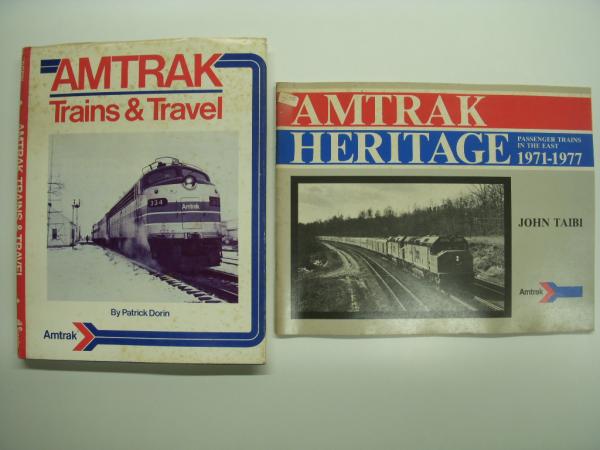 AMTRAK
Trains & Travel
334
Amtrak
By Patrick Dorin
Amtrak
AMTRAK TRAINS & TRAVEL
AMTRAK
HERITAGE
PASSENGER TRAINS
IN THE EAST
1971-1977
JOHN TAIBI
Amtrak